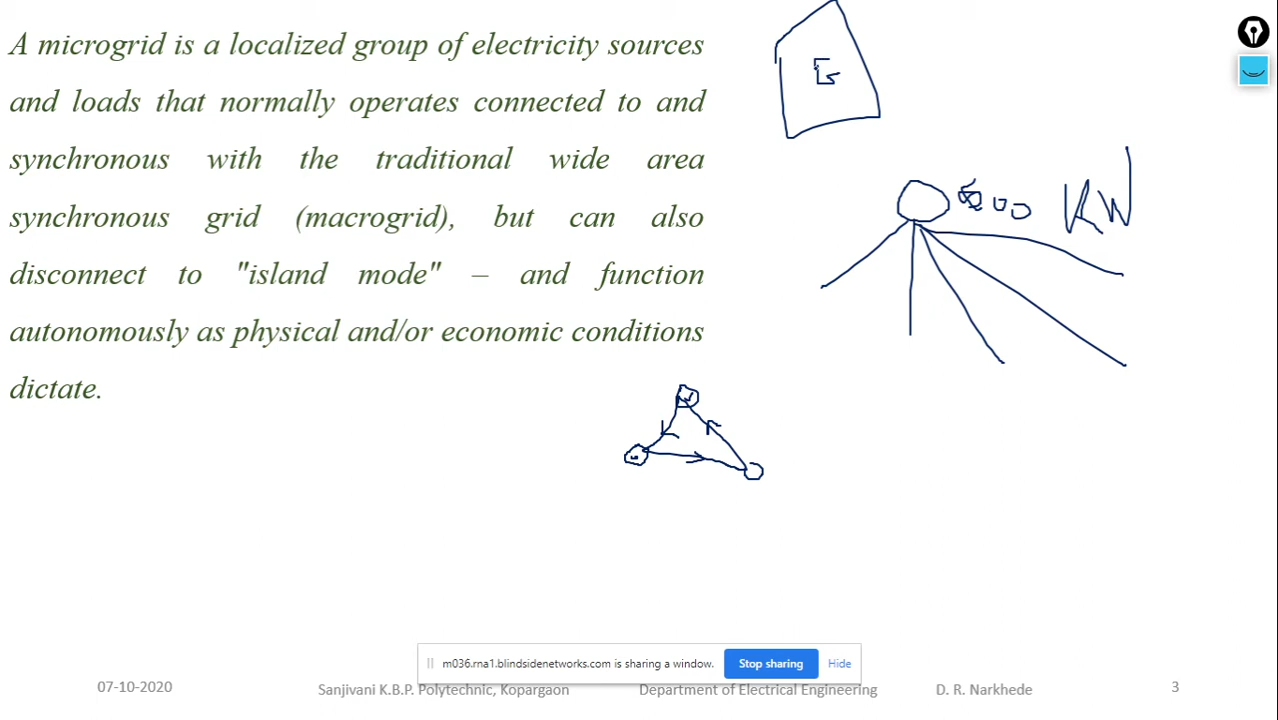 A microgrid is a localized group of electricity sources
and loads that normally operates connected to and
synchronous with the traditional wide area
synchronous grid (macrogrid), but can also
disconnect to "island mode" – and function
autonomously as physical and/or economic conditions
dictate.
G
KW
m036.rna1.blindsidenetworks.com is sharing a window.
Stop sharing
Hide
07-10-2020
Sanjivani K.B.P. Polytechnic, Kopargaon
Department of Electrical Engineering
D. R. Narkhede
3